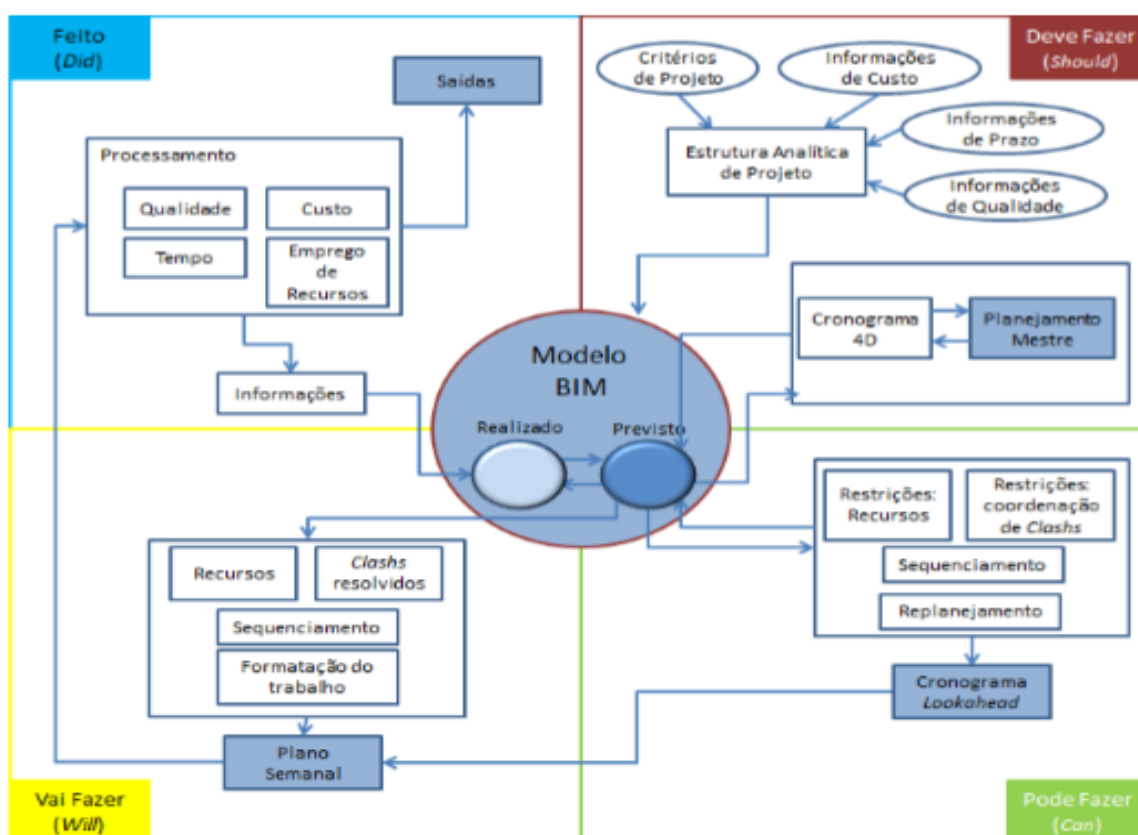 Feito
(Did)
Saídas
Processamento
Qualidade
Custo
Tempo
Emprego
de
Recursos
Informações
Deve Fazer
(Should)
Critérios
de Projeto
Informações
de Custo
Informações
de Prazo
Estrutura Analítica
de Projeto
Informações
de Qualidade
Cronograma
4D
Planejamento
Mestre
Modelo
BIM
Realizado
Previsto
Recursos
Clashs
resolvidos
Sequenciamento
Formatação do
trabalho
Plano
Semanal
Vai Fazer
(Will)
Restrições:
Recursos
Restrições:
coordenação
de Clashs
Sequenciamento
Replanejamento
Cronograma
Lookahead
Pode Fazer
(Can)